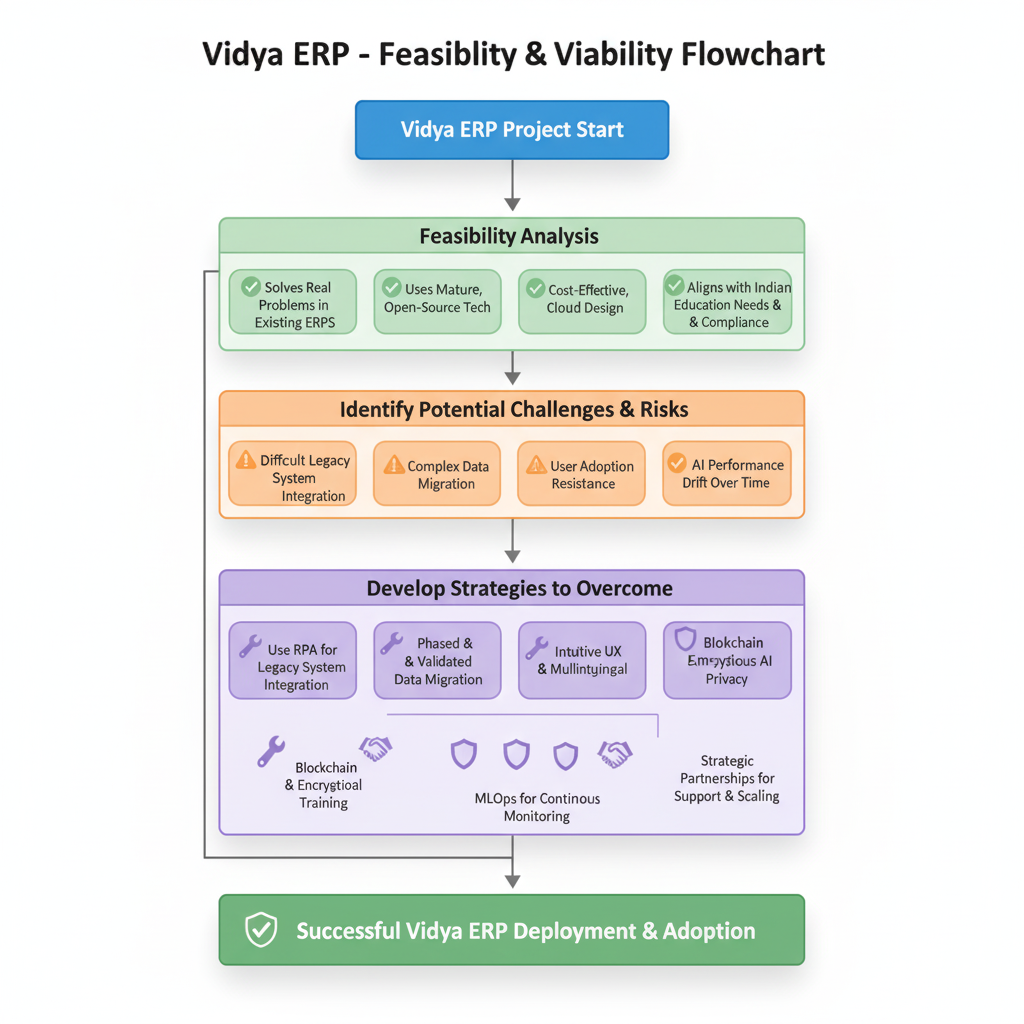 Vidya ERP - Feasiblity & Viability Flowchart
Vidya ERP Project Start
Feasibility Analysis
Solves Real
Problems in
Existing ERPS
Uses Mature,
Open-Source Tech
Cost-Effective,
Cloud Design
Aligns with Indian
Education Needs &
& Compliance
Identify Potential Challenges & Risks
Difficult Legacy
System
Integration
Complex Data
Migration
User Adoption
Resistance
AI Performance
Drift Over Time
Develop Strategies to Overcome
Use RPA for
Legacy System
Integration
Phased &
& Validated
Data Migration
Intuitive UX
&
Blokchain
AI
Privacy
Blockchain
&
Training
MLOps for Continous
Monitoring
Strategic
Partnerships for
Support & Scaling
Successful Vidya ERP Deployment & Adoption